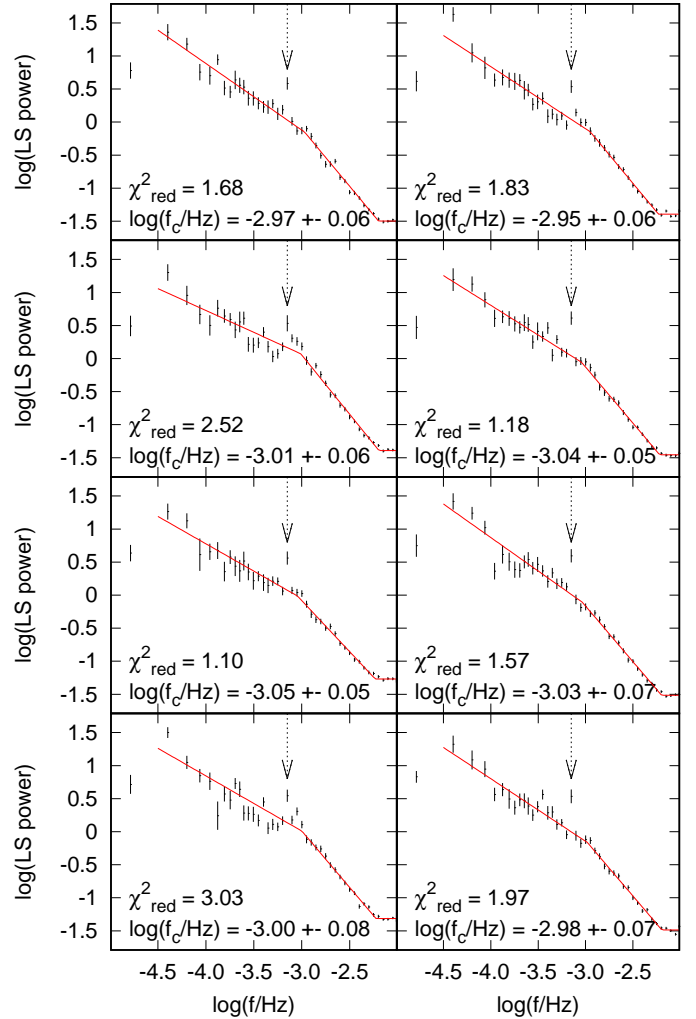 1.5
1
0.5
0
-0.5
-1
-1.5
log(LS power)
χ²red = 1.68
log(fc/Hz) = -2.97 +- 0.06
χ²red = 1.83
log(fc/Hz) = -2.95 +- 0.06
1.5
1
0.5
0
-0.5
-1
-1.5
log(LS power)
χ²red = 2.52
log(fc/Hz) = -3.01 +- 0.06
χ²red = 1.18
log(fc/Hz) = -3.04 +- 0.05
1.5
1
0.5
0
-0.5
-1
-1.5
log(LS power)
χ²red = 1.10
log(fc/Hz) = -3.05 +- 0.05
χ²red = 1.57
log(fc/Hz) = -3.03 +- 0.07
1.5
1
0.5
0
-0.5
-1
-1.5
log(LS power)
χ²red = 3.03
log(fc/Hz) = -3.00 +- 0.08
χ²red = 1.97
log(fc/Hz) = -2.98 +- 0.07
-4.5 -4.0 -3.5 -3.0 -2.5
-4.5 -4.0 -3.5 -3.0 -2.5
log(f/Hz)
log(f/Hz)